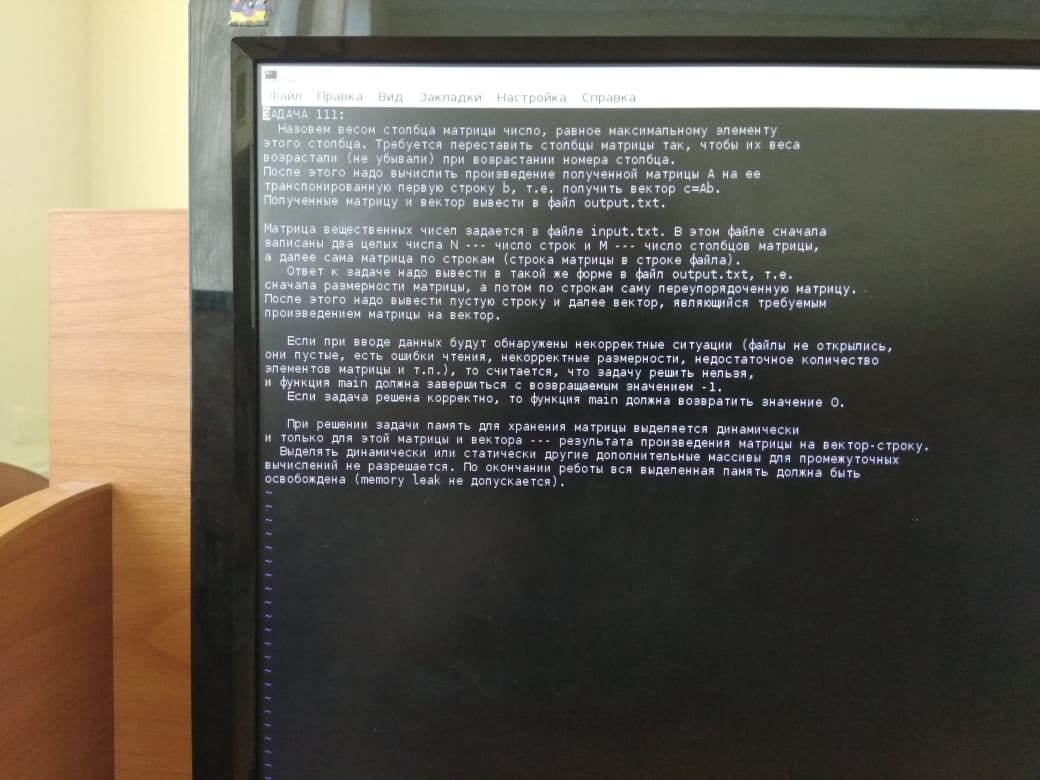 Файл Правка Вид Закладки Настройка Справка
ЗАДАЧА 111:
Назовем весом столбца матрицы число, равное максимальному элементу
этого столбца. Требуется переставить столбцы матрицы так, чтобы их веса
возрастали (не убывали) при возрастании номера столбца.
После этого надо вычислить произведение полученной матрицы A на ее
транспонированную первую строку b, т.е. получить вектор c=Ab.
Полученные матрицу и вектор вывести в файл output.txt.
Матрица вещественных чисел задается в файле input.txt. В этом файле сначала
записаны два целых числа N --- число строк и M --- число столбцов матрицы,
а далее сама матрица по строкам (строка матрицы в строке файла).
Ответ к задаче надо вывести в такой же форме в файл output.txt, т.е.
сначала размерности матрицы, а потом по строкам саму переупорядоченную матрицу.
После этого надо вывести пустую строку и далее вектор, являющийся требуемым
произведением матрицы на вектор.
Если при вводе данных будут обнаружены некорректные ситуации (файлы не открылись,
они пустые, есть ошибки чтения, некорректные размерности, недостаточное количество
элементов матрицы и т.п.), то считается, что задачу решить нельзя,
и функция main должна завершиться с возвращаемым значением -1.
Если задача решена корректно, то функция main должна возвратить значение 0.
При решении задачи память для хранения матрицы выделяется динамически
и только для этой матрицы и вектора --- результата произведения матрицы на вектор-строку.
Выделять динамически или статически другие дополнительные массивы для промежуточных
вычислений не разрешается. По окончании работы вся выделенная память должна быть
освобождена (memory leak не допускается).